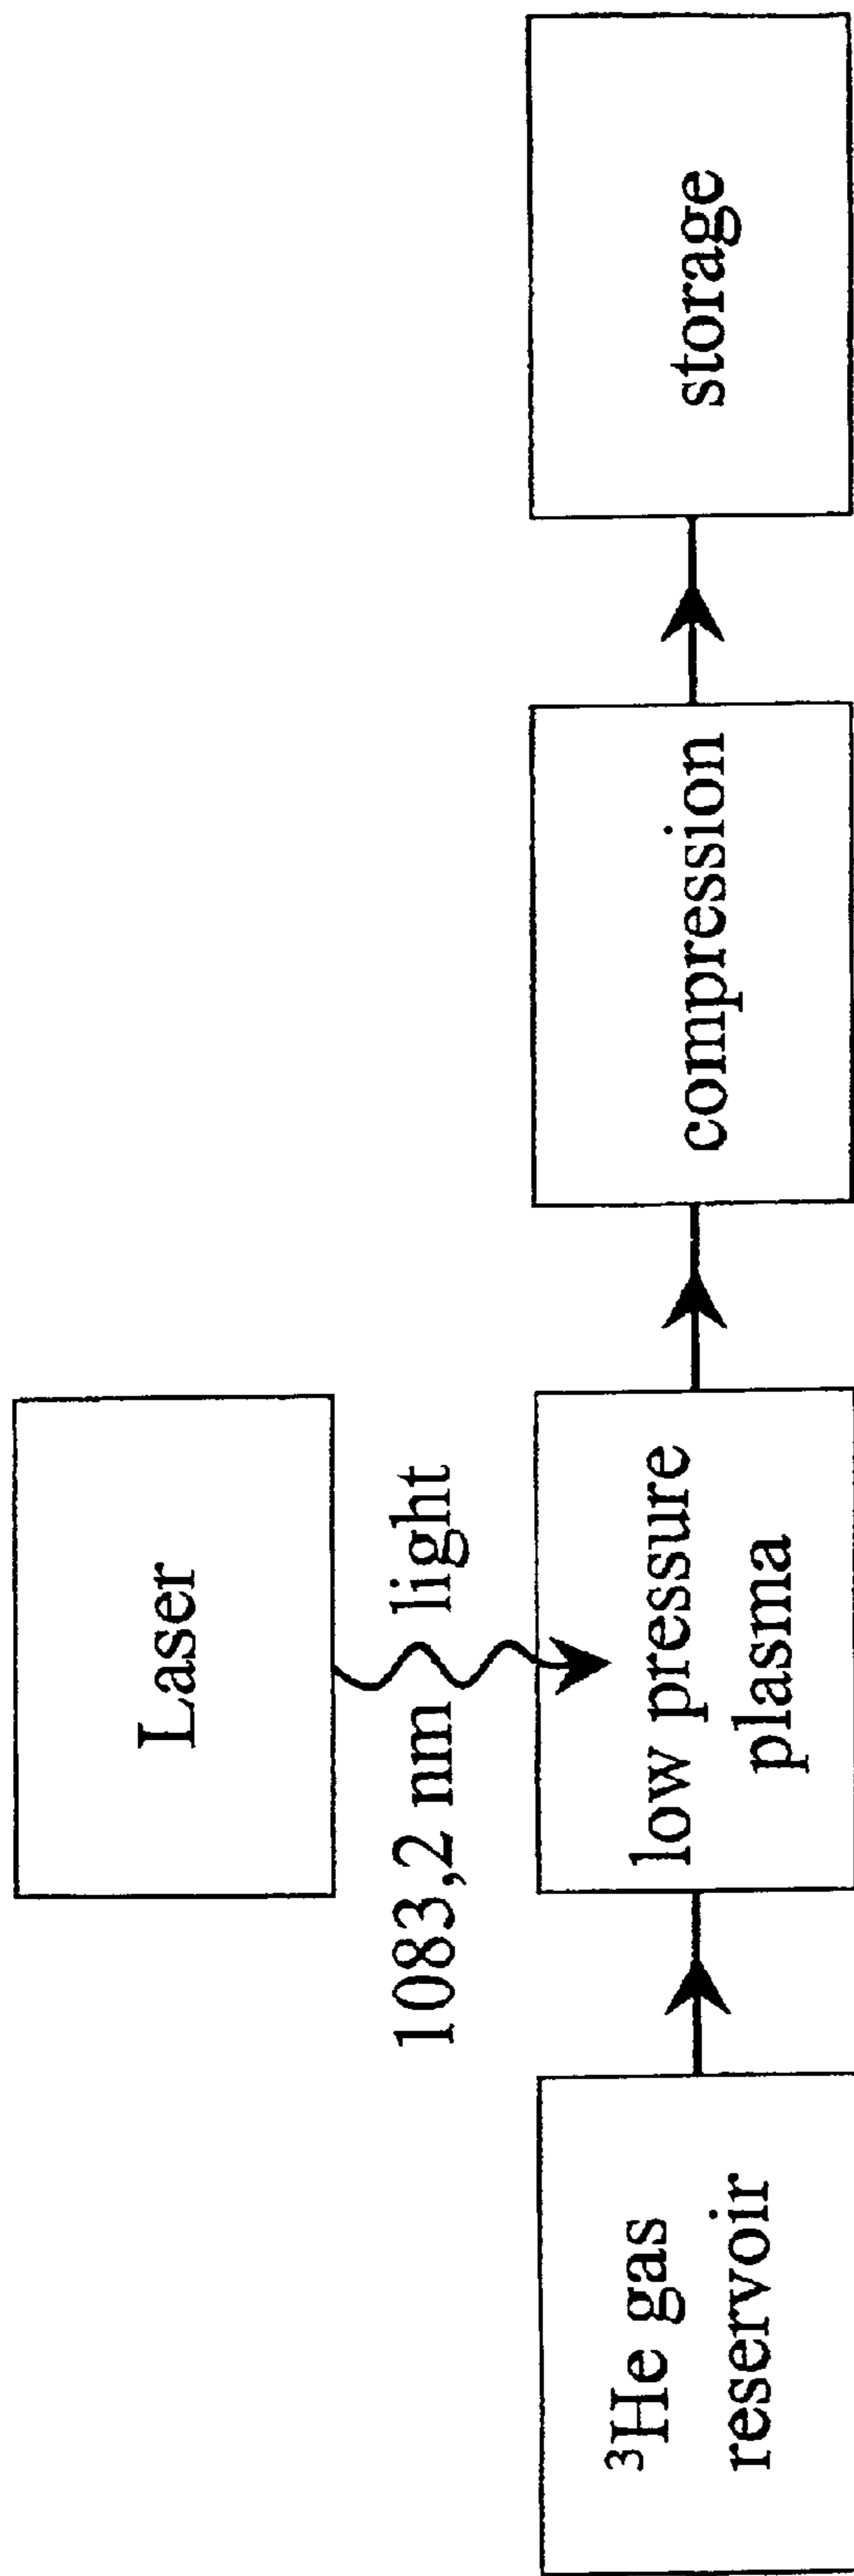 Laser
1083,2 nm light
³He gas
reservoir
low pressure
plasma
compression
storage